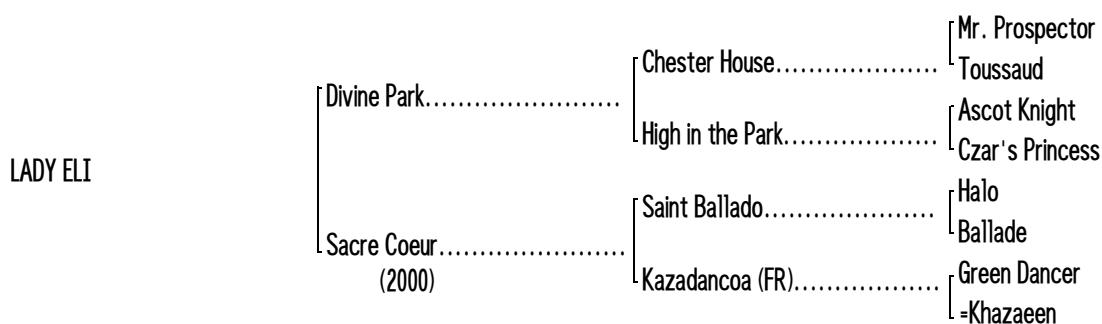 Mr. Prospector
Chester House....................
Toussaud
Divine Park........................
Ascot Knight
High in the Park...................
Czar's Princess
LADY ELI
Halo
Saint Ballado.....................
Ballade
Sacre Coeur.......................
(2000)
Green Dancer
Kazadancoa (FR)..................
=Khazaeen